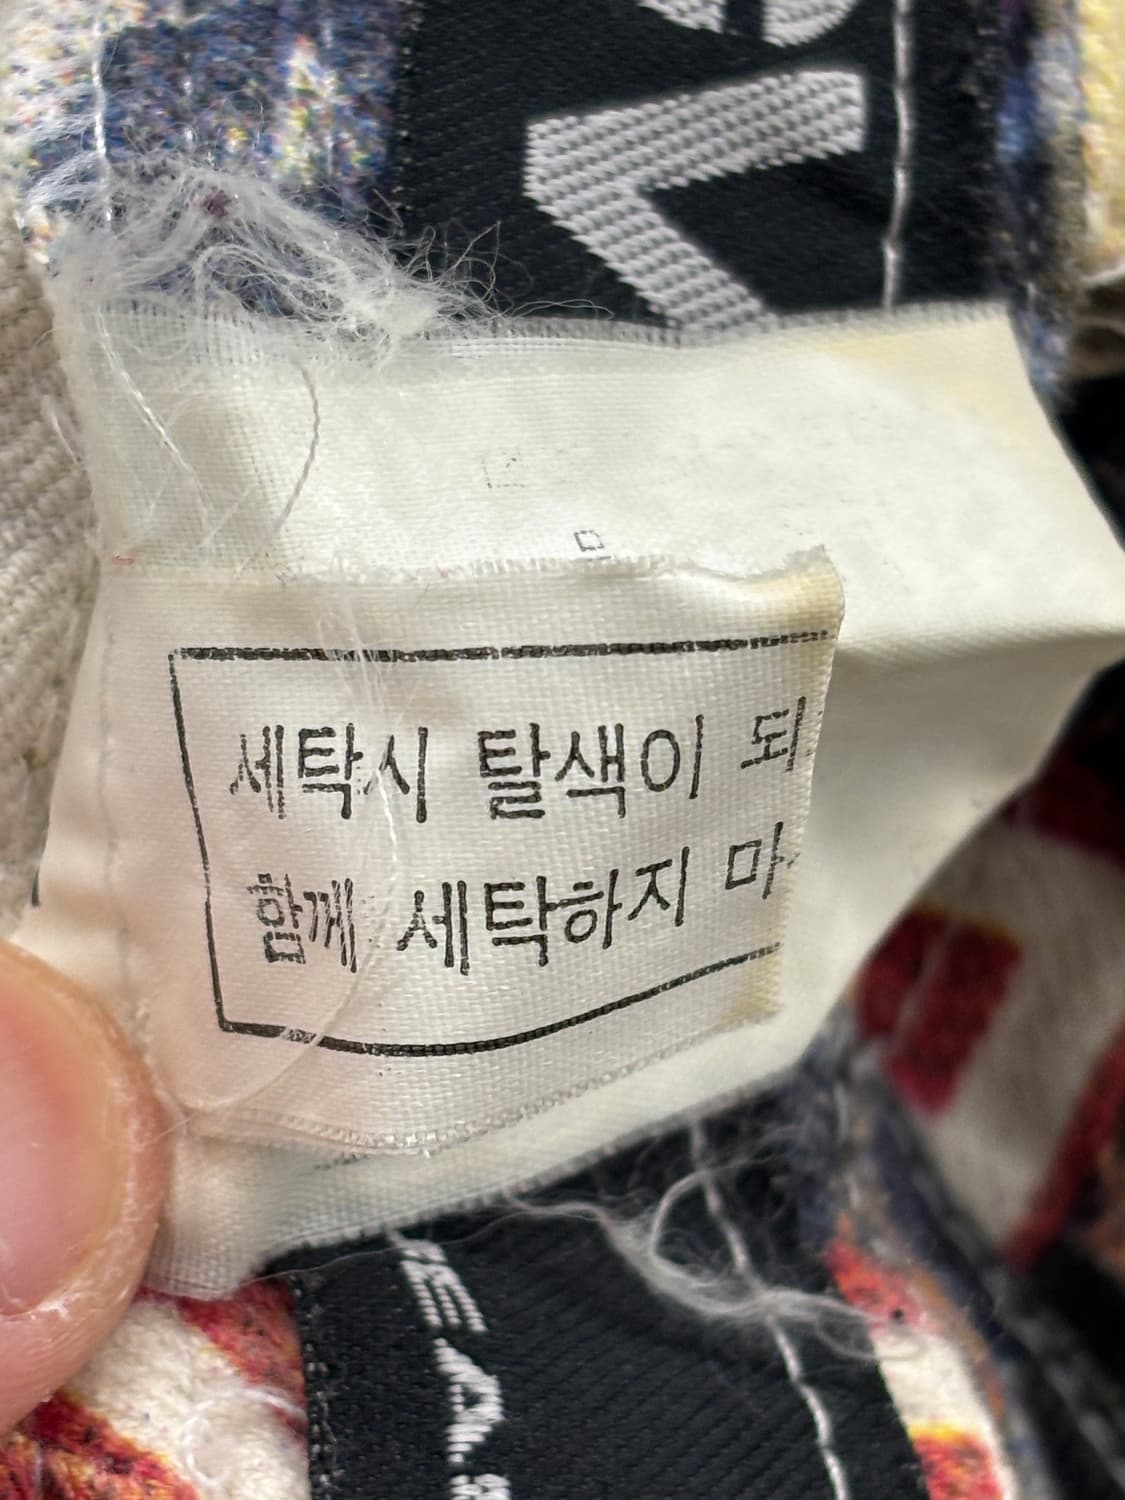 세탁시 탈색이 되
함께 세탁하지 마